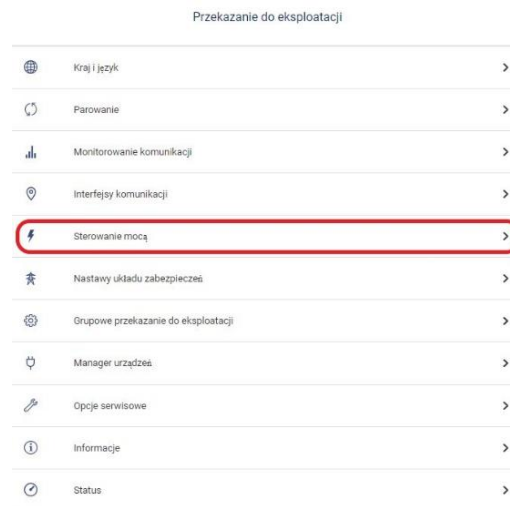 Przekazanie do eksploatacji
Kraj i język
Parowanie
Monitorowanie komunikacji
Interfejsy komunikacji
Sterowanie mocą
Nastawy układu zabezpieczeń
Grupowe przekazanie do eksploatacji
Manager urządzeń
Opcje serwisowe
Informacje
Status